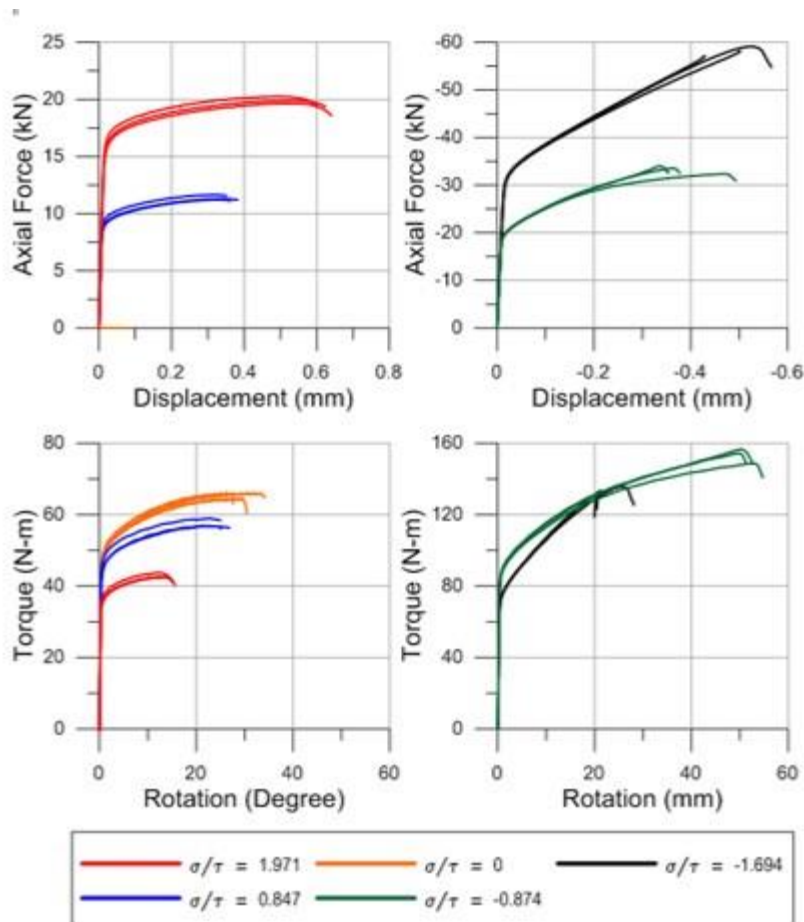 25
20
15
10
5
0
Axial Force (kN)
0 0.2 0.4 0.6 0.8
Displacement (mm)
-60
-60
-40
-30
-20
-10
0
Axial Force (kN)
0 -0.2 -0.4 -0.6
Displacement (mm)
80
60
40
20
0
Torque (N-m)
0 20 40 60
Rotation (Degree)
160
120
80
40
0
Torque (N-m)
0 20 40 60
Rotation (mm)
σ/τ = 1.971 σ/τ = 0 σ/τ = -1.694
σ/τ = 0.847 σ/τ = -0.874